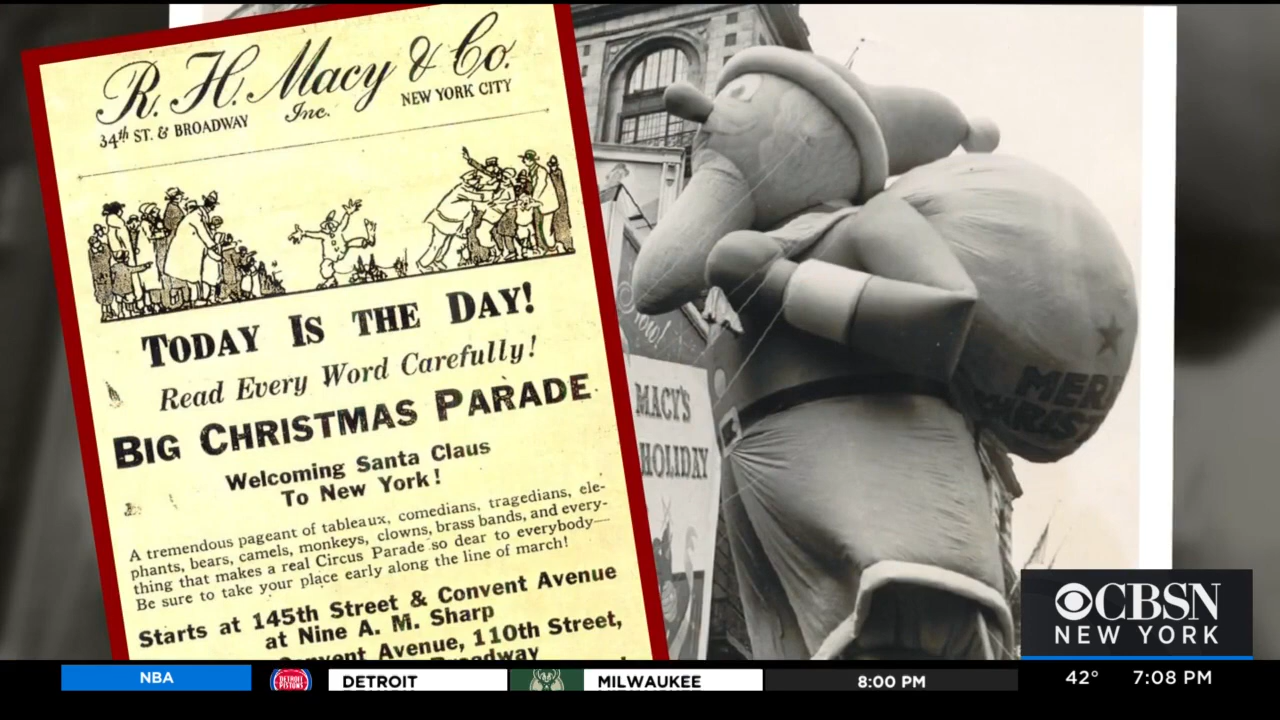 R. H. Macy & Co.
Inc.
34th ST. & BROADWAY
NEW YORK CITY
TODAY IS THE DAY!
Read Every Word Carefully!
BIG CHRISTMAS PARADE
Welcoming Santa Claus
To New York!
A tremendous pageant of tableaux, comedians, tragedians, ele-
phants, bears, camels, monkeys, clowns, brass bands, and every-
thing that makes a real Circus Parade so dear to everybody—
Be sure to take your place early along the line of march!
Starts at 145th Street & Convent Avenue
at Nine A. M. Sharp
Avenue, 110th Street,
MACY'S
HOLIDAY
MER
CBSN
NEW YORK
NBA
DETROIT PISTONS
DETROIT
MILWAUKEE
8:00 PM
42°
7:08 PM